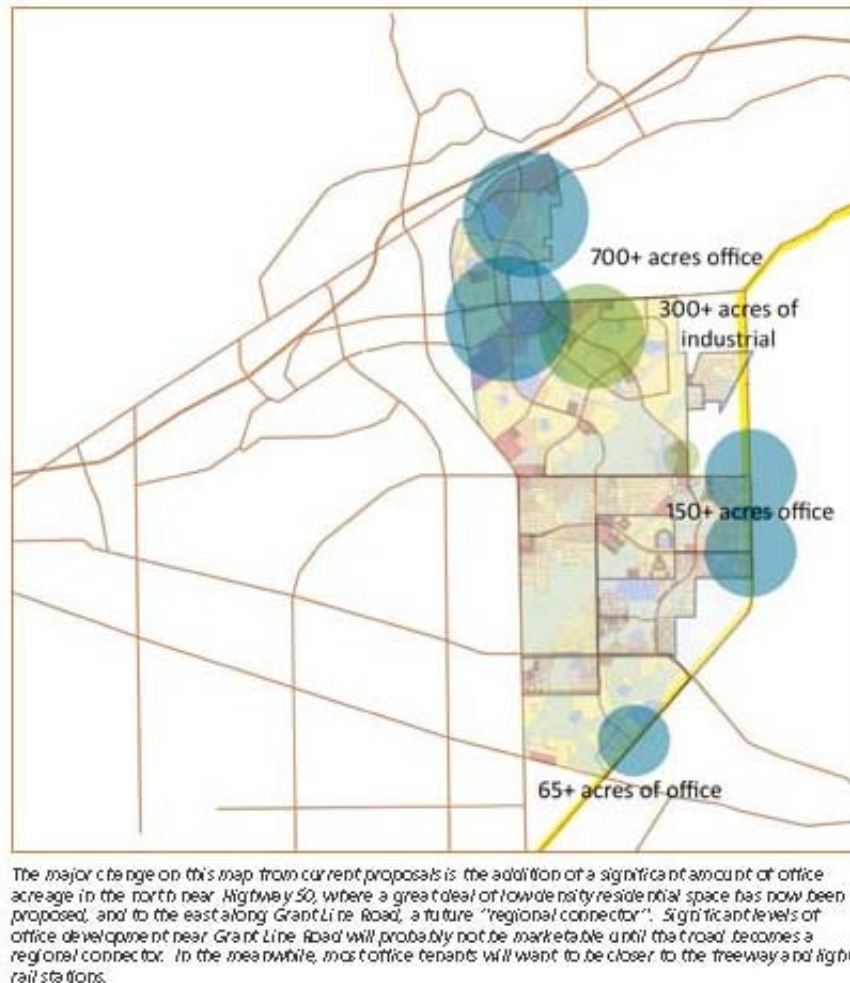 700+ acres office
300+ acres of
industrial
150+ acres office
65+ acres of office
The major change on this map from current proposals is the addition of a significant amount of office
acreage in the north near Highway 50, where a great deal of low density residential space has now been
proposed, and to the east along Grant Line Road, a future "regional connector". Significant levels of
office development near Grant Line Road will probably not be marketable until that road becomes a
regional connector. In the meanwhile, most office tenants will want to be closer to the freeway and light
rail stations.